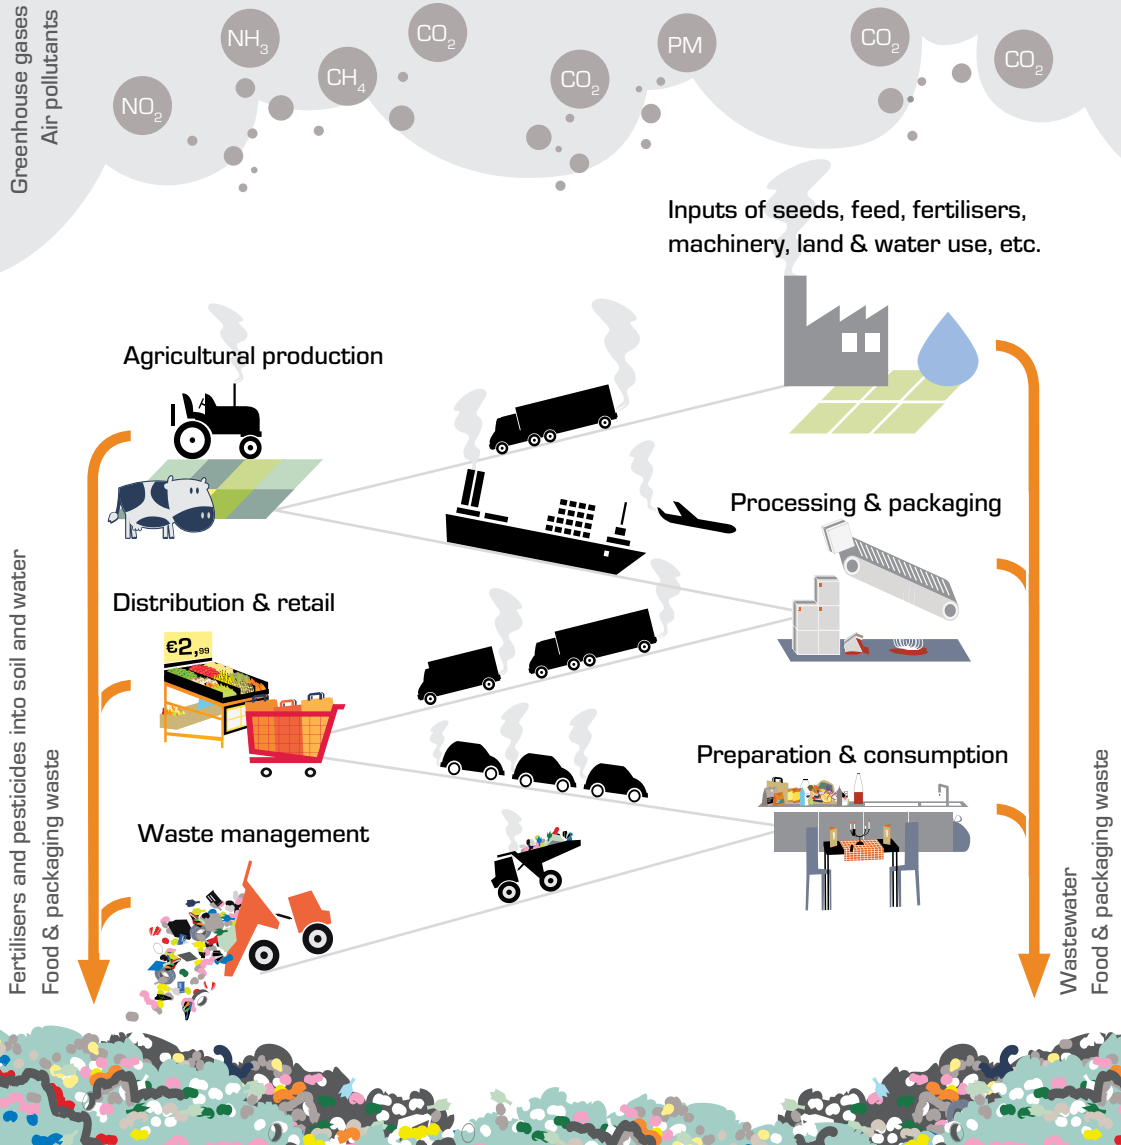 Greenhouse gases
Air pollutants
NO2
NH3
CH4
CO2
CO2
PM
CO2
CO2
Inputs of seeds, feed, fertilisers,
machinery, land & water use, etc.
Agricultural production
Processing & packaging
Distribution & retail
€2,99
Preparation & consumption
Waste management
Fertilisers and pesticides into soil and water
Food & packaging waste
Wastewater
Food & packaging waste